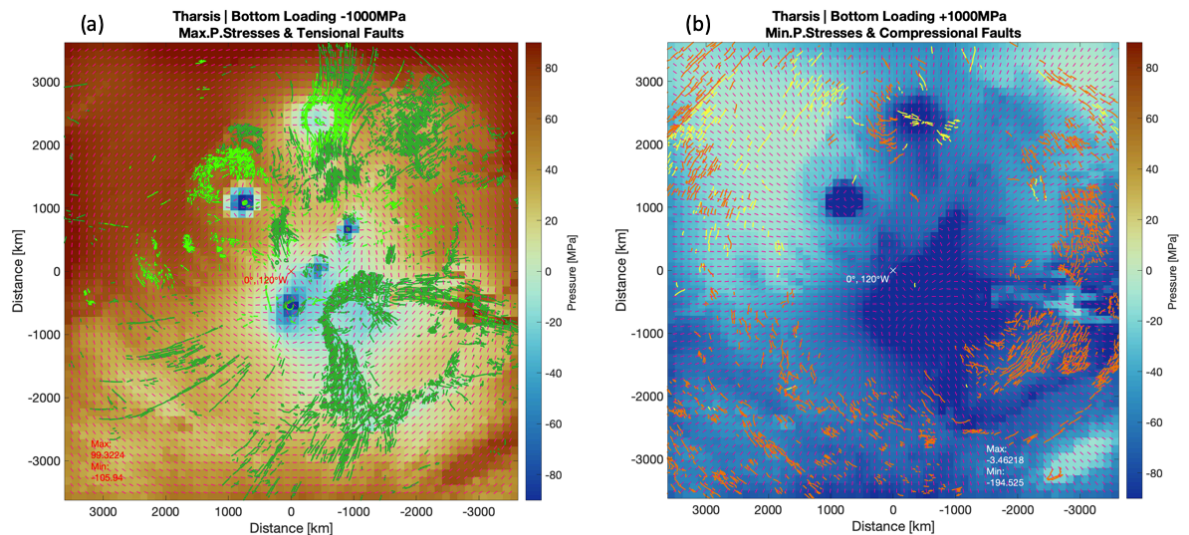 (a)
Tharsis | Bottom Loading -1000MPa
Max.P.Stresses & Tensional Faults
3000
2000
1000
0
-1000
-2000
-3000
Distance [km]
0°, 120°W
Max:
99.3224
Min:
-195.94
3000 2000 1000 0 -1000 -2000 -3000
Distance [km]
80
60
40
20
0
-20
-40
-60
-80
Pressure [MPa]
(b)
Tharsis | Bottom Loading +1000MPa
Min.P.Stresses & Compressional Faults
3000
2000
1000
0
-1000
-2000
-3000
Distance [km]
0°, 120°W
Max:
-3.46218
Min:
-194.525
3000 2000 1000 0 -1000 -2000 -3000
Distance [km]
80
60
40
20
0
-20
-40
-60
-80
Pressure [MPa]